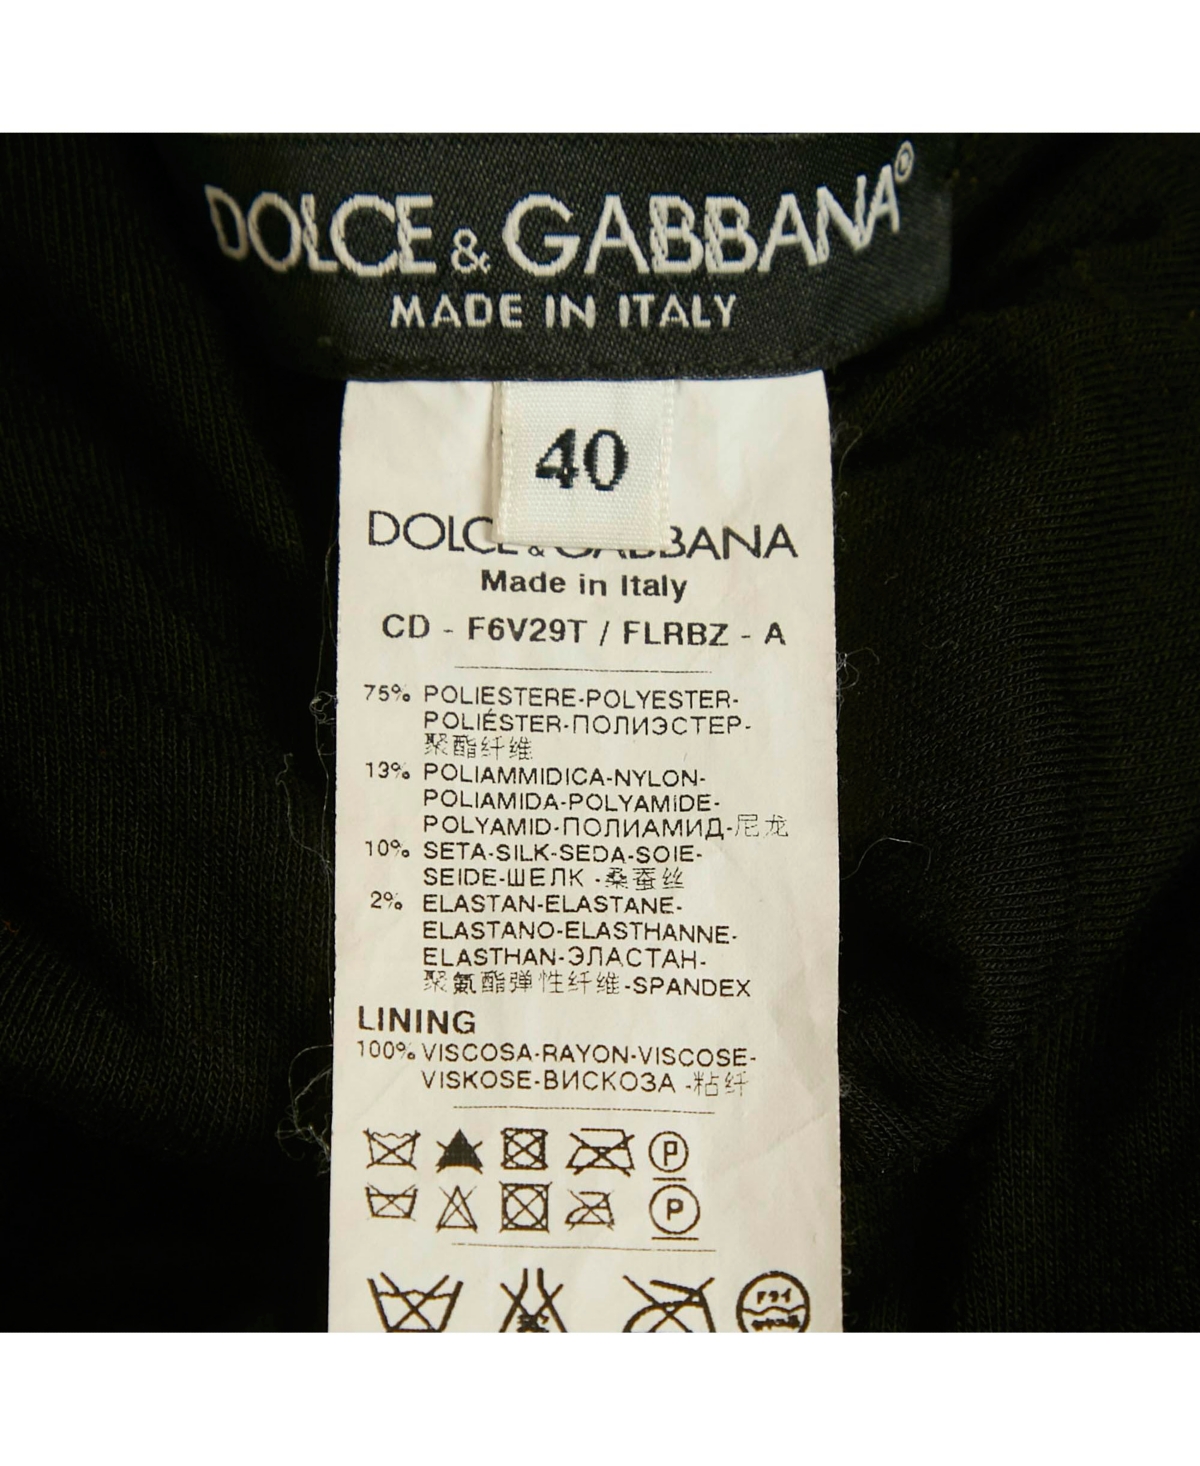 DOLCE & GABBANA®
MADE IN ITALY
40
DOLCE & GABBANA
Made in Italy
CD - F6V29T / FLRBZ - A
75% POLIESTERE-POLYESTER-
POLIÉSTER-ПОЛИЭСТЕР-
聚酯纤维
13% POLIAMMIDICA-NYLON-
POLIAMIDA-POLYAMIDE-
POLYAMID-ПОЛИАМИД-尼龙
10% SETA-SILK-SEDA-SOIE-
SEIDE-ШЕЛК -桑蚕丝
2% ELASTAN-ELASTANE-
ELASTANO-ELASTHANNE-
ELASTHAN-ЭЛАСТАН-
聚氨酯弹性纤维-SPANDEX
LINING
100% VISCOSA-RAYON-VISCOSE-
VISKOSE-ВИСКОЗА -粘纤
P
P
ドライ